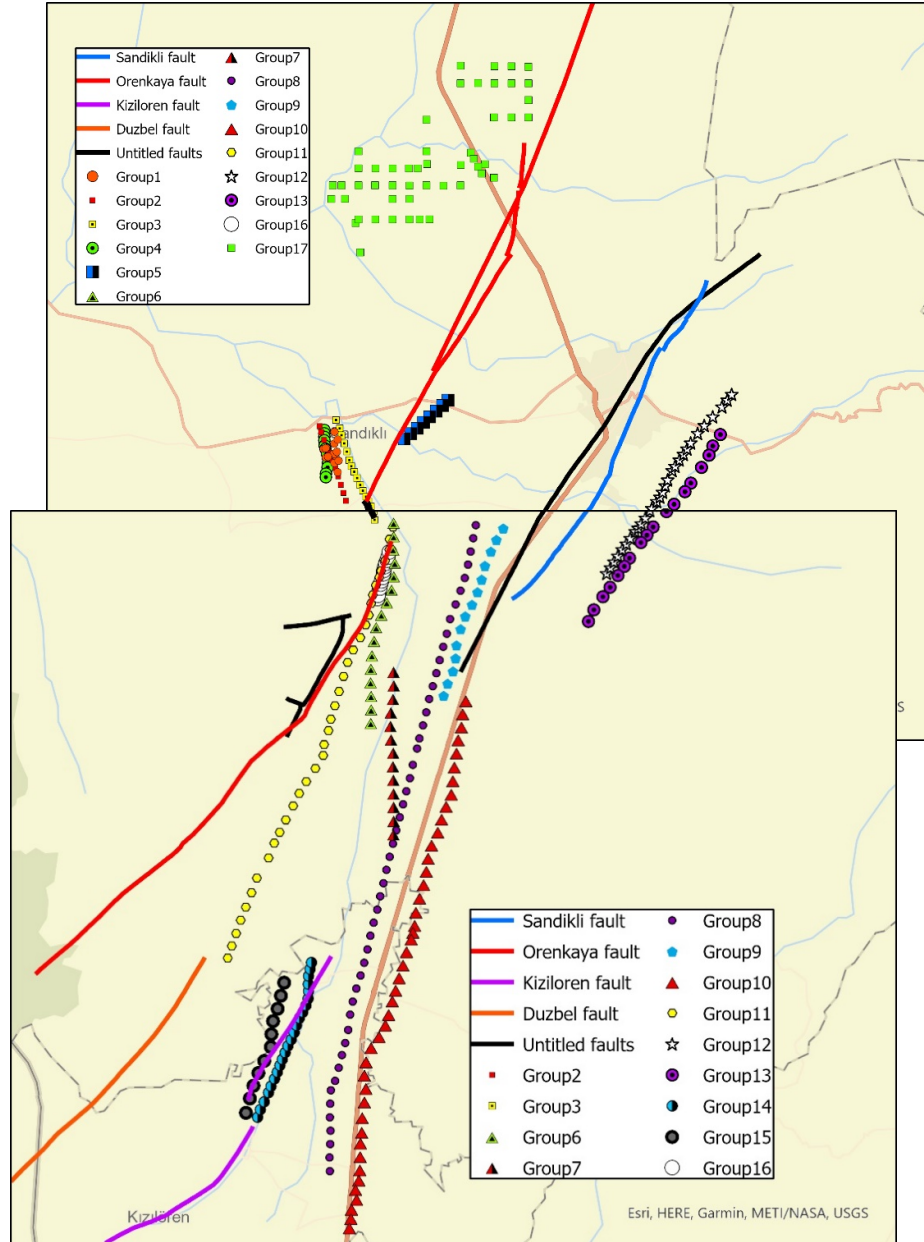 Sandikli fault
Orenkaya fault
Kiziloren fault
Duzbel fault
Untitled faults
Group1
Group2
Group3
Group4
Group5
Group6
Group7
Group8
Group9
Group10
Group11
Group12
Group13
Group16
Group17
andıklı
S
Sandikli fault
Orenkaya fault
Kiziloren fault
Duzbel fault
Untitled faults
Group2
Group3
Group6
Group7
Group8
Group9
Group10
Group11
Group12
Group13
Group14
Group15
Group16
Kızılören
Esri, HERE, Garmin, METI/NASA, USGS